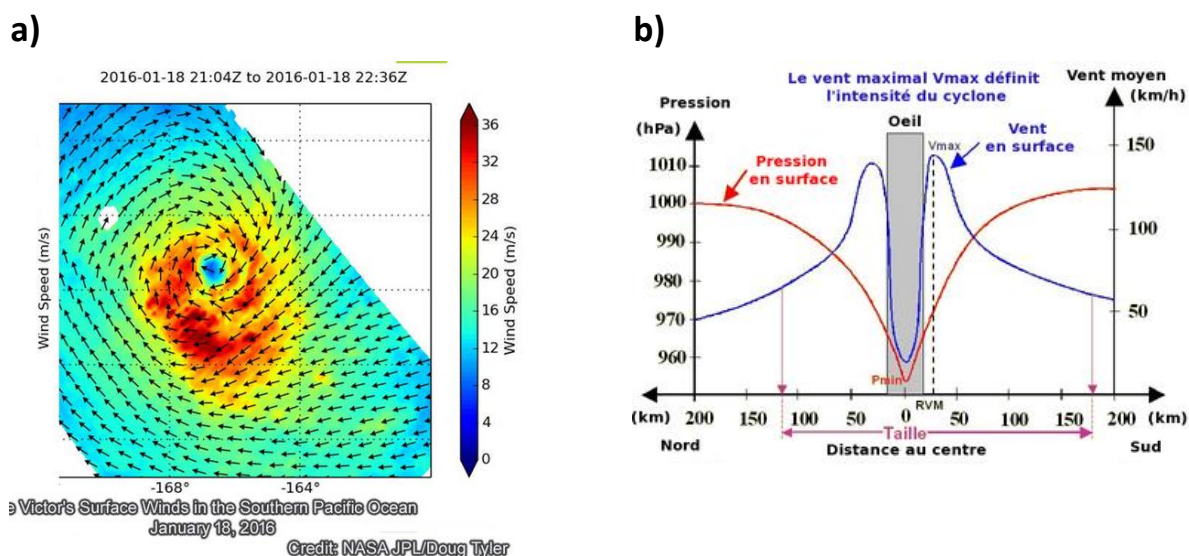 a)
2016-01-18 21:04Z to 2016-01-18 22:36Z
Wind Speed (m/s)
36
32
28
24
20
16
12
8
4
0
Wind Speed (m/s)
-168°
-164°
e Victor's Surface Winds in the Southern Pacific Ocean
January 18, 2016
Credit: NASA JPL/Doug Tyler
b)
Le vent maximal Vmax définit
l'intensité du cyclone
Pression
(hPa)
Vent moyen
(km/h)
Oeil
Vmax
Vent
en surface
Pression
en surface
1010
1000
990
980
970
960
150
100
50
Pmin
RVM
(km) 200 150 100 50 0 50 100 150 200 (km)
Taille
Nord
Distance au centre
Sud